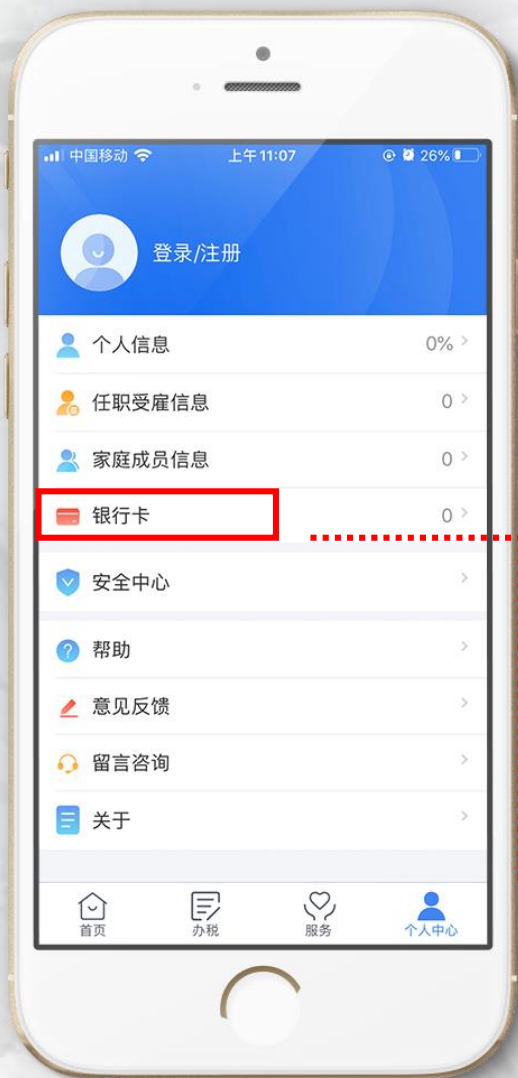 中国移动 上午11:07 26%
登录/注册
个人信息 0%
任职受雇信息 0
家庭成员信息 0
银行卡 0
安全中心
帮助
意见反馈
留言咨询
关于
首页 办税 服务 个人中心